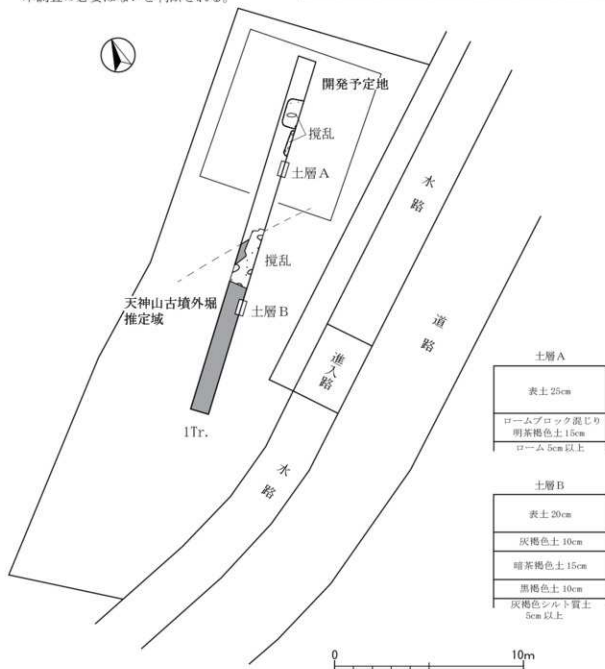 開発予定地
撹乱
土層A
水路
撹乱
天神山古墳外堀
推定域
土層B
道路
進入路
1Tr.
水路
土層A
表土 25cm
ロームブロック混じり
明茶褐色土 15cm
ローム 5cm 以上
土層B
表土 20cm
灰褐色土 10cm
暗茶褐色土 15cm
黒褐色土 10cm
灰褐色シルト質土
5cm 以上
0 10m